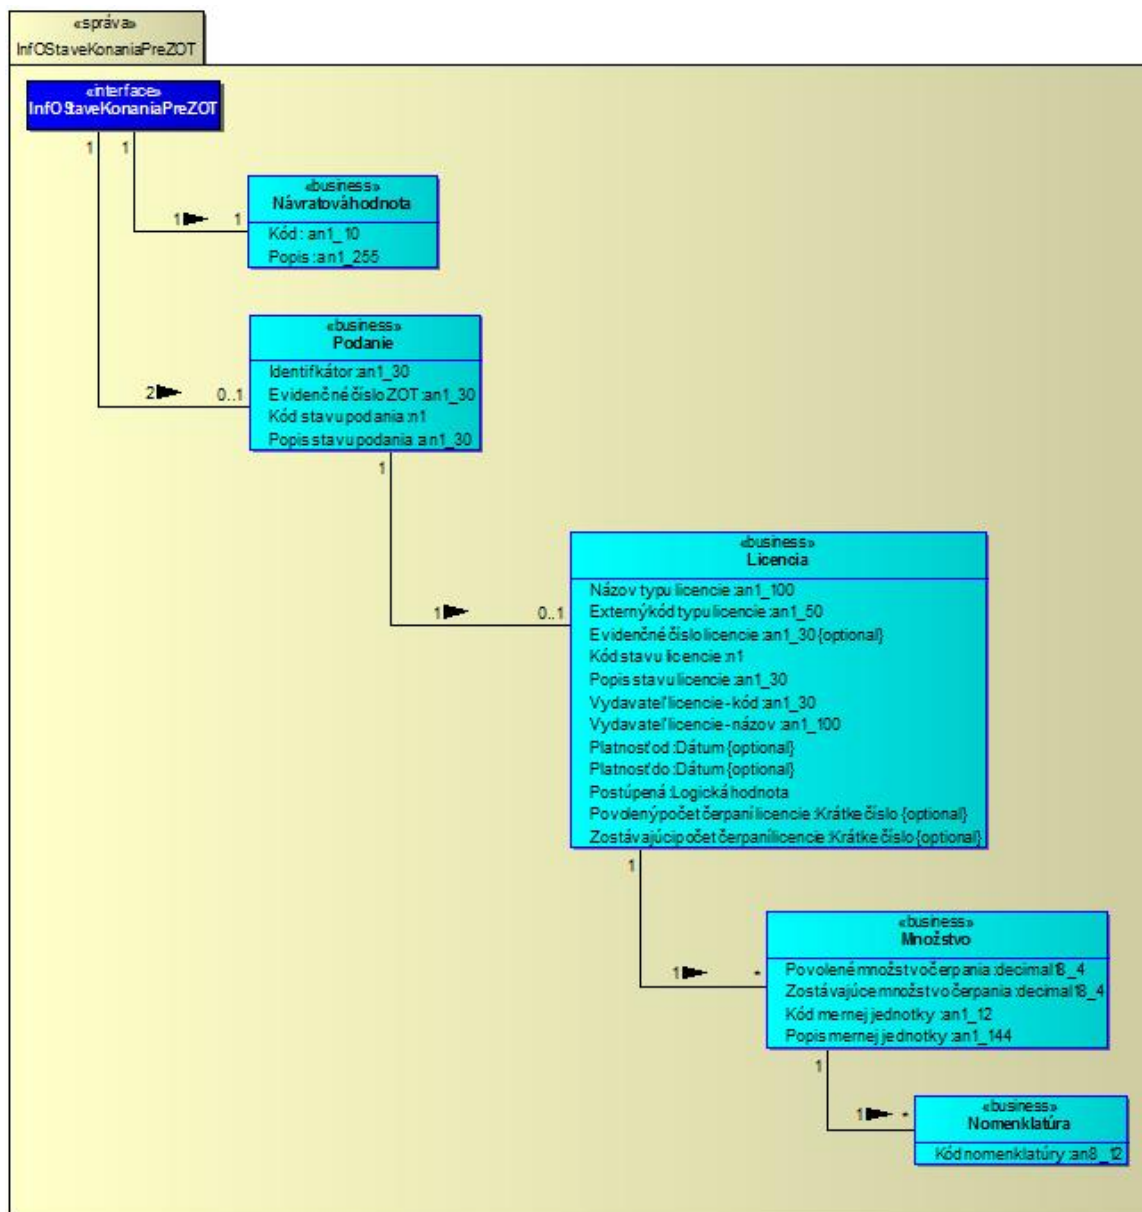 «správa»
InfOStaveKonaniaPreZOT
«interface»
InfOStaveKonaniaPreZOT
1
1
«business»
Návratová hodnota
1
1
Kód : an1_10
Popis : an1_255
«business»
Podanie
Identifkátor : an1_30
2
0..1
Evidenčné číslo ZOT : an1_30
Kód stavu podania : n1
Popis stavu podania : an1_30
1
«business»
Licencia
Názov typu licencie : an1_100
1
0..1
Externý kód typu licencie : an1_50
Evidenčné číslo licencie : an1_30 {optional}
Kód stavu licencie : n1
Popis stavu licencie : an1_30
Vydavateľ licencie - kód : an1_30
Vydavateľ licencie - názov : an1_100
Platnosť od : Dátum {optional}
Platnosť do : Dátum {optional}
Postúpená : Logická hodnota
Povolený počet čerpaní licencie : Krátke číslo {optional}
Zostávajúci počet čerpaní licencie : Krátke číslo {optional}
1
«business»
Množstvo
1
*
Povolené množstvo čerpania : decimal18_4
Zostávajúce množstvo čerpania : decimal18_4
Kód mernej jednotky : an1_12
Popis mernej jednotky : an1_144
1
«business»
Nomenklatúra
1
*
Kód nomenklatúry : an8_12